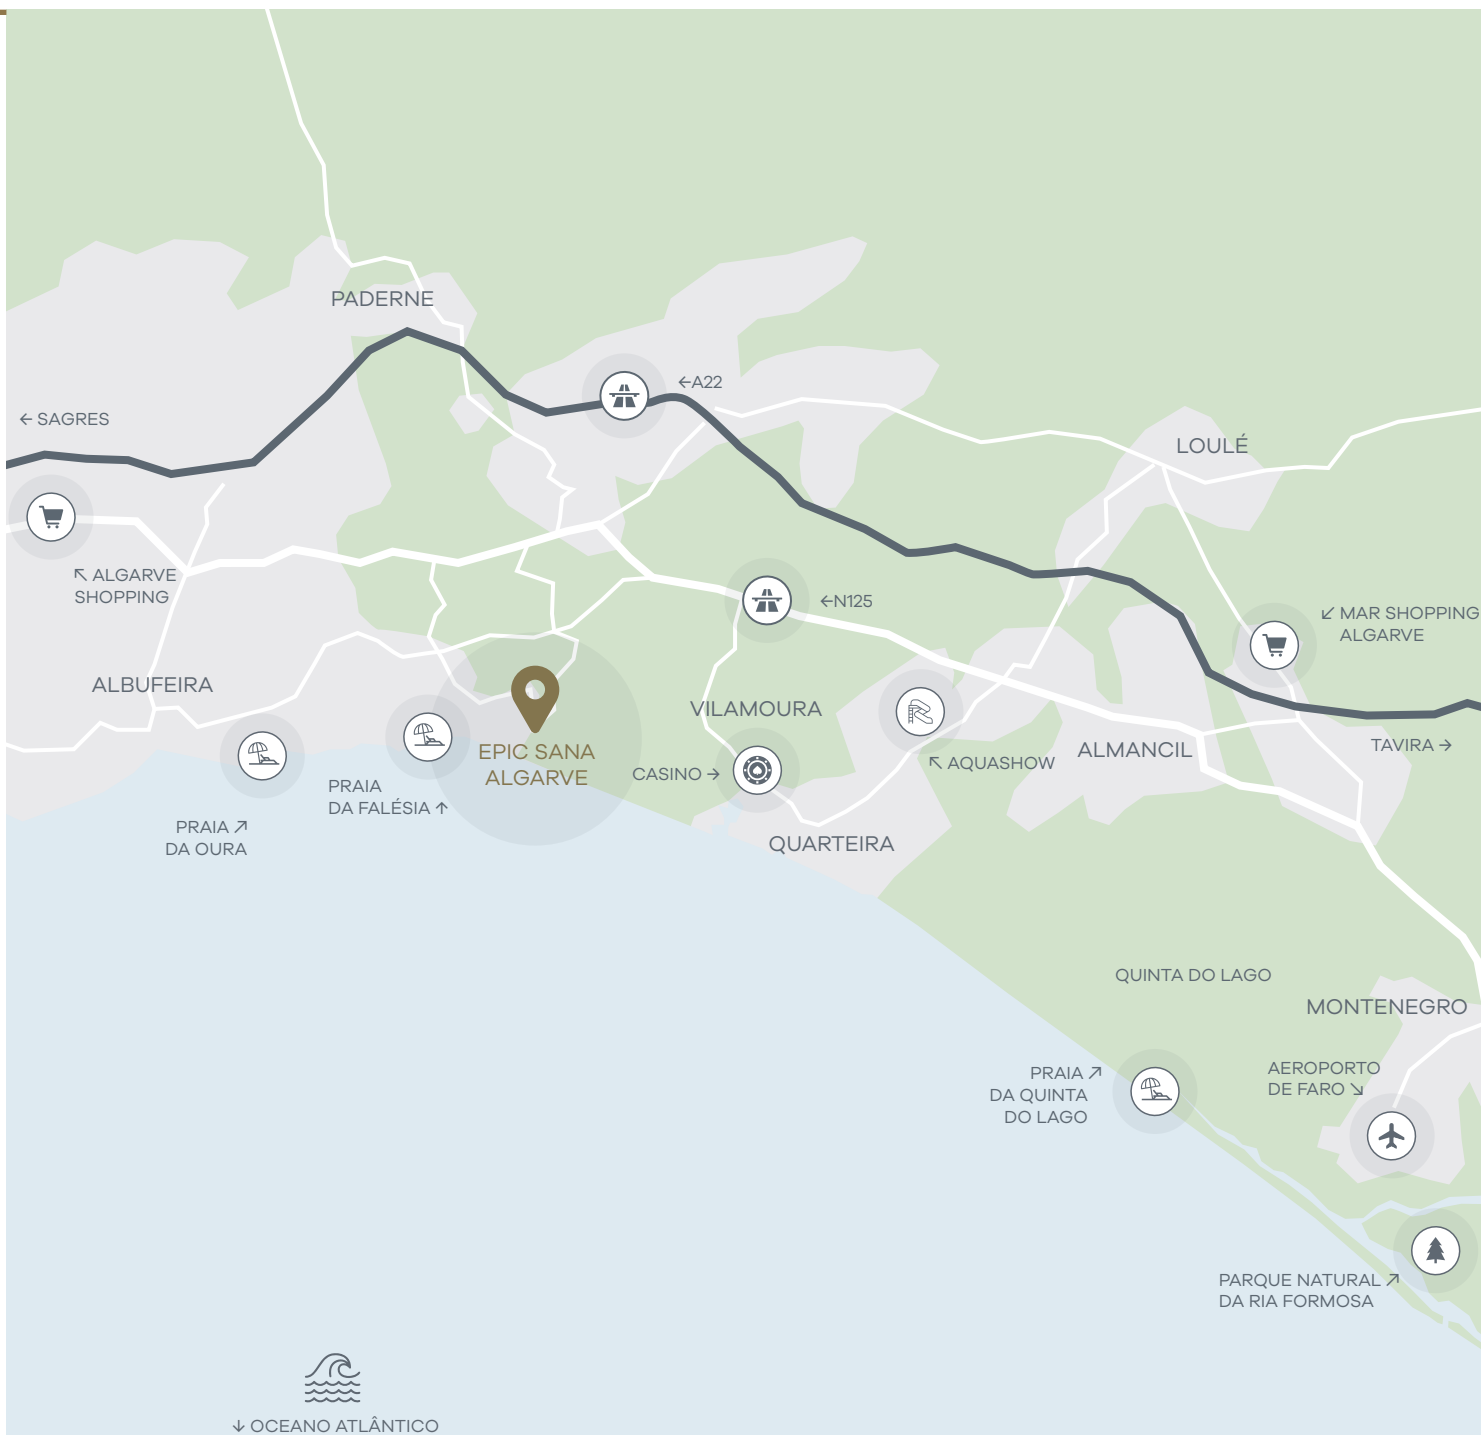 PADERNE
←A22
← SAGRES
LOULÉ
↖ ALGARVE
SHOPPING
←N125
↙ MAR SHOPPING
ALGARVE
ALBUFEIRA
VILAMOURA
EPIC SANA
ALGARVE
ALMANCIL
TAVIRA →
CASINO →
↖ AQUASHOW
PRAIA
DA FALÉSIA ↑
PRAIA ↗
DA OURA
QUARTEIRA
QUINTA DO LAGO
MONTENEGRO
PRAIA ↗
DA QUINTA
DO LAGO
AEROPORTO
DE FARO ↘
PARQUE NATURAL ↗
DA RIA FORMOSA
↓ OCEANO ATLÂNTICO